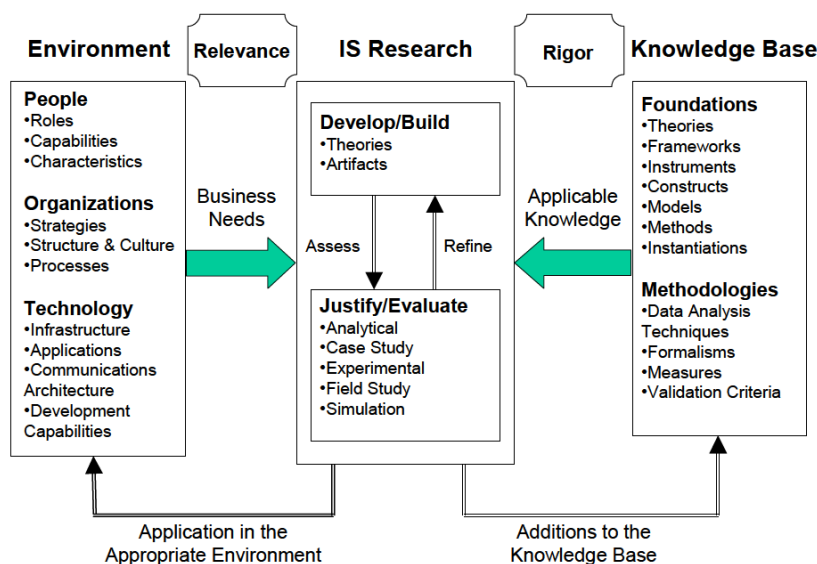 Environment
Relevance
IS Research
Rigor
Knowledge Base
People
•Roles
•Capabilities
•Characteristics
Organizations
•Strategies
•Structure & Culture
•Processes
Technology
•Infrastructure
•Applications
•Communications
Architecture
•Development
Capabilities
Business
Needs
Develop/Build
•Theories
•Artifacts
Assess
Refine
Justify/Evaluate
•Analytical
•Case Study
•Experimental
•Field Study
•Simulation
Applicable
Knowledge
Foundations
•Theories
•Frameworks
•Instruments
•Constructs
•Models
•Methods
•Instantiations
Methodologies
•Data Analysis
Techniques
•Formalisms
•Measures
•Validation Criteria
Application in the
Appropriate Environment
Additions to the
Knowledge Base